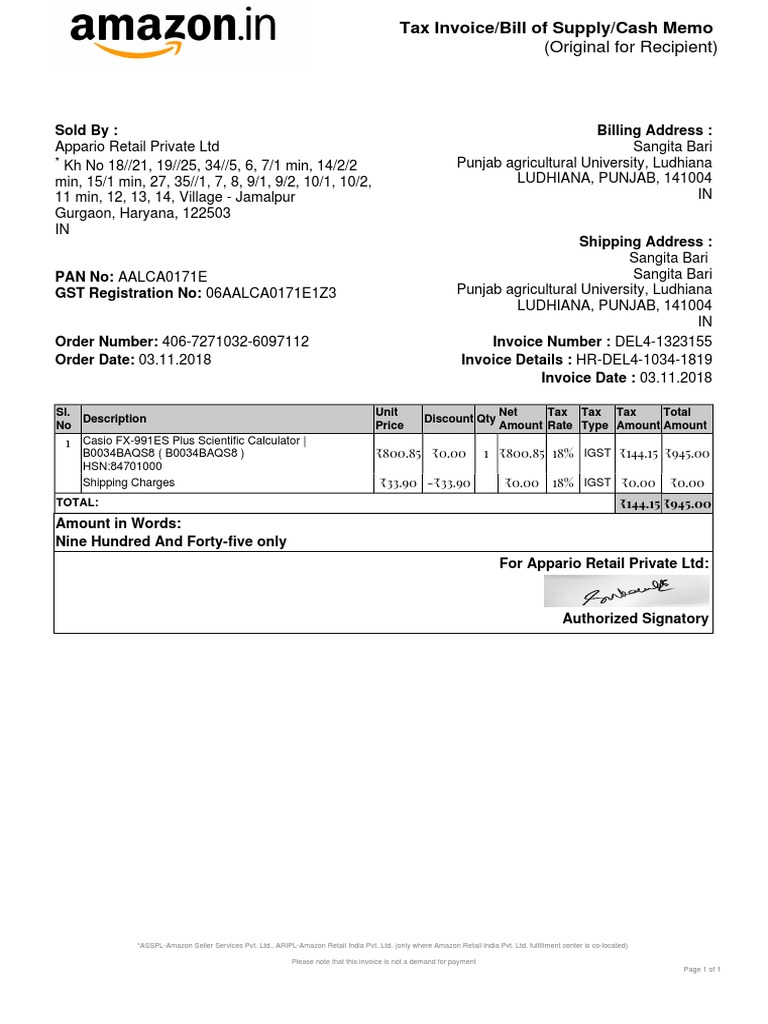 amazon.in
Tax Invoice/Bill of Supply/Cash Memo
(Original for Recipient)
Sold By :
Appario Retail Private Ltd
* Kh No 18//21, 19//25, 34//5, 6, 7/1 min, 14/2/2
min, 15/1 min, 27, 35//1, 7, 8, 9/1, 9/2, 10/1, 10/2,
11 min, 12, 13, 14, Village - Jamalpur
Gurgaon, Haryana, 122503
IN
Billing Address :
Sangita Bari
Punjab agricultural University, Ludhiana
LUDHIANA, PUNJAB, 141004
IN
Shipping Address :
Sangita Bari
Sangita Bari
Punjab agricultural University, Ludhiana
LUDHIANA, PUNJAB, 141004
IN
PAN No: AALCA0171E
GST Registration No: 06AALCA0171E1Z3
Order Number: 406-7271032-6097112
Order Date: 03.11.2018
Invoice Number : DEL4-1323155
Invoice Details : HR-DEL4-1034-1819
Invoice Date : 03.11.2018
Sl. No Description Unit Price Discount Qty Net Amount Tax Rate Tax Type Tax Amount Total Amount
1 Casio FX-991ES Plus Scientific Calculator |
B0034BAQS8 ( B0034BAQS8 ) ₹800.85 ₹0.00 1 ₹800.85 18% IGST ₹144.15 ₹945.00
HSN:84701000
Shipping Charges ₹33.90 -₹33.90 ₹0.00 18% IGST ₹0.00 ₹0.00
TOTAL: ₹144.15 ₹945.00
Amount in Words:
Nine Hundred And Forty-five only
For Appario Retail Private Ltd:
Authorized Signatory
*ASSPL-Amazon Seller Services Pvt. Ltd., ARIPL-Amazon Retail India Pvt. Ltd. (only where Amazon Retail India Pvt. Ltd. fulfillment center is co-located)
Please note that this invoice is not a demand for payment
Page 1 of 1